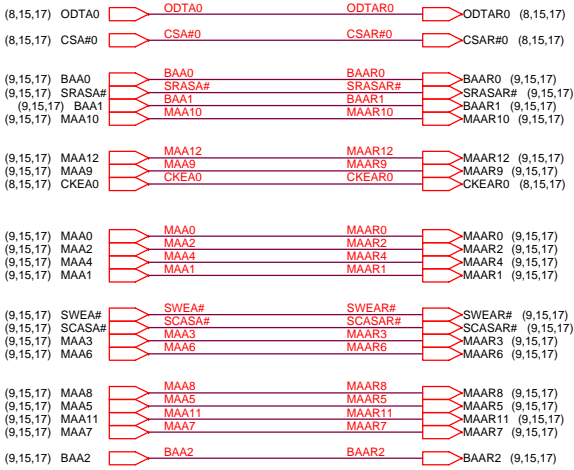 (8,15,17) ODTA0 ODTA0 ODTAR0 ODTAR0 (8,15,17)
(8,15,17) CSA#0 CSA#0 CSAR#0 CSAR#0 (8,15,17)
(9,15,17) BAA0 BAA0 BAAR0 BAAR0 (9,15,17)
(9,15,17) SRASA# SRASA# SRASAR# SRASAR# (9,15,17)
(9,15,17) BAA1 BAA1 BAAR1 BAAR1 (9,15,17)
(9,15,17) MAA10 MAA10 MAAR10 MAAR10 (9,15,17)
(9,15,17) MAA12 MAA12 MAAR12 MAAR12 (9,15,17)
(9,15,17) MAA9 MAA9 MAAR9 MAAR9 (9,15,17)
(8,15,17) CKEA0 CKEA0 CKEAR0 CKEAR0 (8,15,17)
(9,15,17) MAA0 MAA0 MAAR0 MAAR0 (9,15,17)
(9,15,17) MAA2 MAA2 MAAR2 MAAR2 (9,15,17)
(9,15,17) MAA4 MAA4 MAAR4 MAAR4 (9,15,17)
(9,15,17) MAA1 MAA1 MAAR1 MAAR1 (9,15,17)
(9,15,17) SWEA# SWEA# SWEAR# SWEAR# (9,15,17)
(9,15,17) SCASA# SCASA# SCASAR# SCASAR# (9,15,17)
(9,15,17) MAA3 MAA3 MAAR3 MAAR3 (9,15,17)
(9,15,17) MAA6 MAA6 MAAR6 MAAR6 (9,15,17)
(9,15,17) MAA8 MAA8 MAAR8 MAAR8 (9,15,17)
(9,15,17) MAA5 MAA5 MAAR5 MAAR5 (9,15,17)
(9,15,17) MAA11 MAA11 MAAR11 MAAR11 (9,15,17)
(9,15,17) MAA7 MAA7 MAAR7 MAAR7 (9,15,17)
(9,15,17) BAA2 BAA2 BAAR2 BAAR2 (9,15,17)